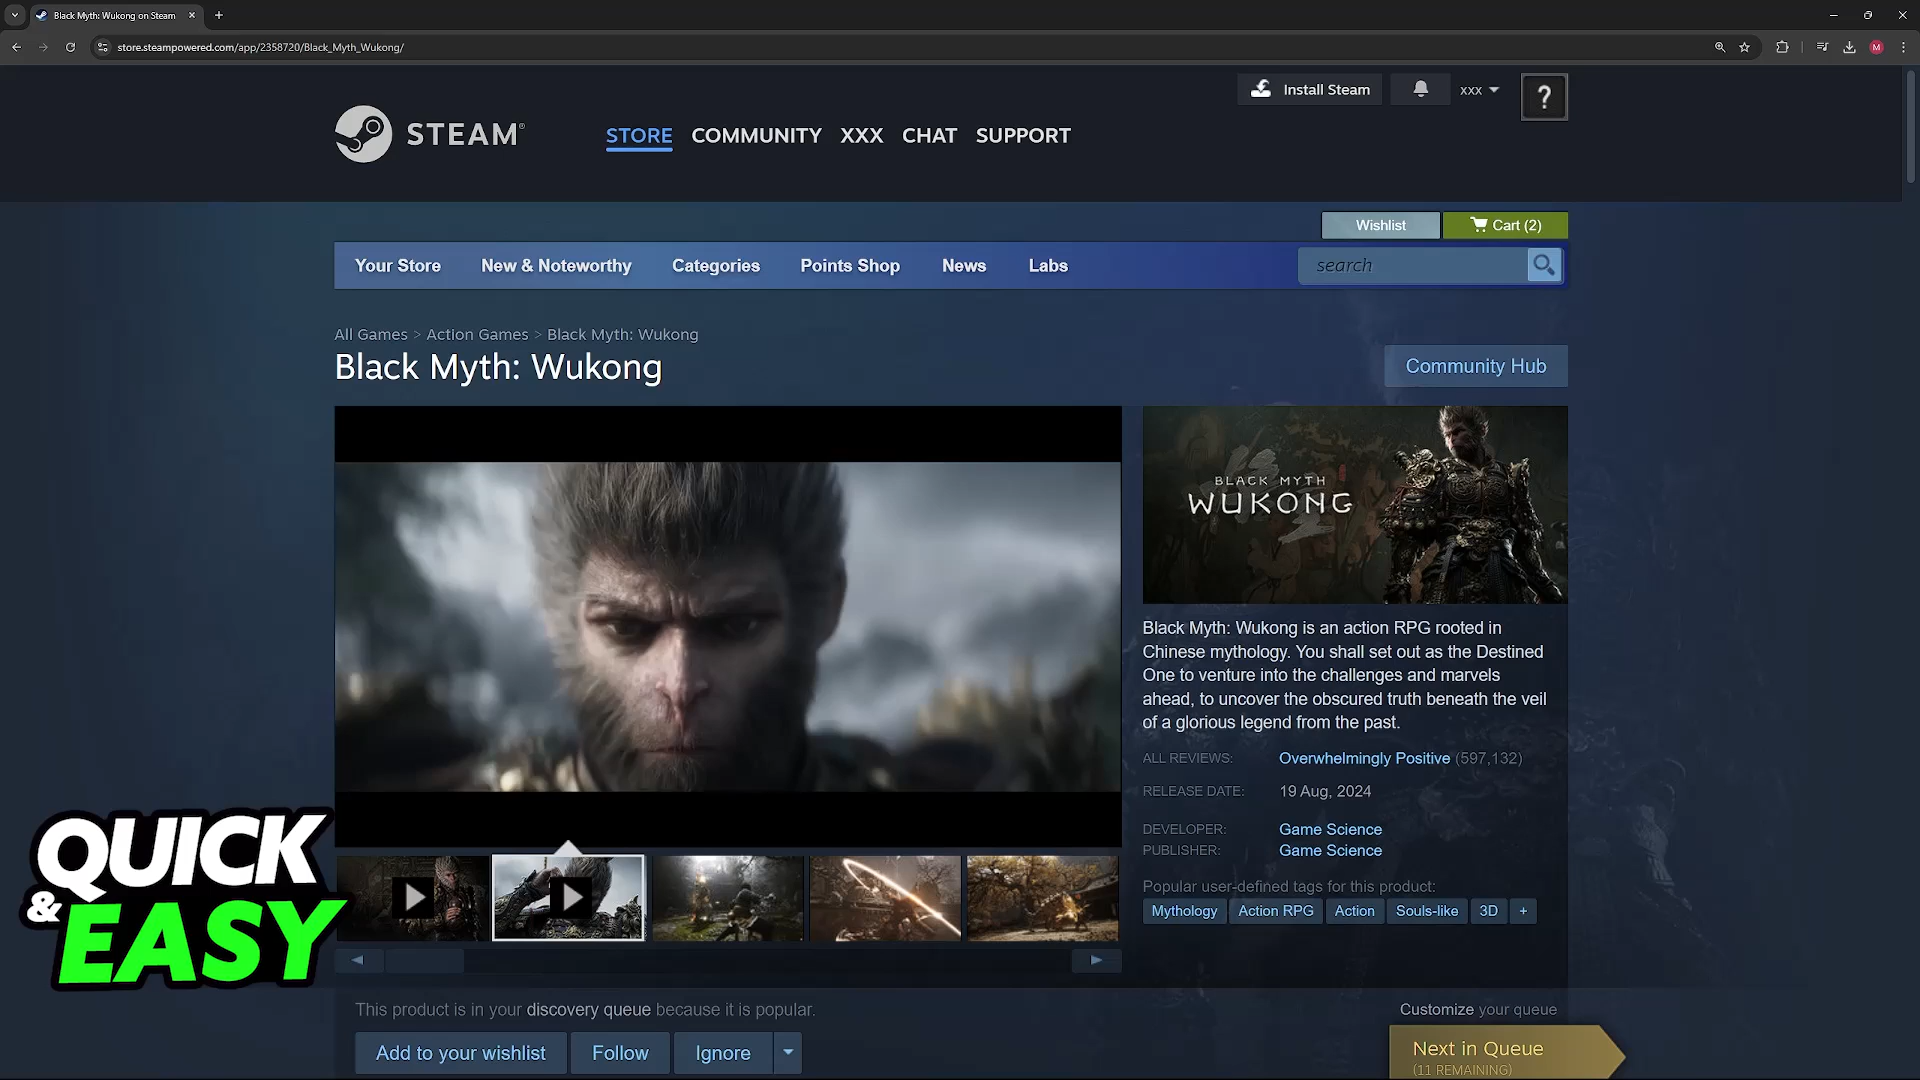 Black Myth: Wukong on Steam
store.steampowered.com/app/2358720/Black_Myth_Wukong/
M
Install Steam
xxx
?
STEAM®
STORE COMMUNITY XXX CHAT SUPPORT
Wishlist
Cart (2)
Your Store New & Noteworthy Categories Points Shop News Labs
search
All Games > Action Games > Black Myth: Wukong
Black Myth: Wukong
Community Hub
BLACK MYTH
WUKONG
Black Myth: Wukong is an action RPG rooted in
Chinese mythology. You shall set out as the Destined
One to venture into the challenges and marvels
ahead, to uncover the obscured truth beneath the veil
of a glorious legend from the past.
ALL REVIEWS: Overwhelmingly Positive (597,132)
RELEASE DATE: 19 Aug, 2024
DEVELOPER: Game Science
PUBLISHER: Game Science
Popular user-defined tags for this product:
Mythology Action RPG Action Souls-like 3D +
QUICK
& EASY
This product is in your discovery queue because it is popular.
Customize your queue
Add to your wishlist Follow Ignore
Next in Queue
(11 REMAINING)